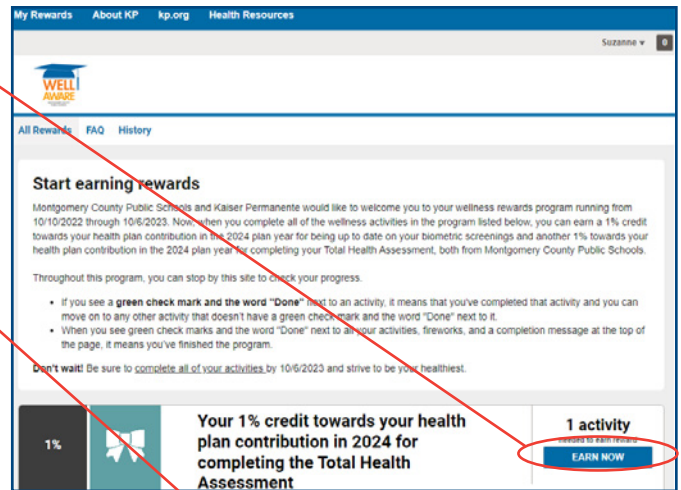 My Rewards About KP kp.org Health Resources
Suzanne 0
WELL
AWARE
All Rewards FAQ History
Start earning rewards
Montgomery County Public Schools and Kaiser Permanente would like to welcome you to your wellness rewards program running from
10/10/2022 through 10/6/2023. Now, when you complete all of the wellness activities in the program listed below, you can earn a 1% credit
towards your health plan contribution in the 2024 plan year for being up to date on your biometric screenings and another 1% towards your
health plan contribution in the 2024 plan year for completing your Total Health Assessment, both from Montgomery County Public Schools.
Throughout this program, you can stop by this site to check your progress.
• If you see a green check mark and the word "Done" next to an activity, it means that you've completed that activity and you can
move on to any other activity that doesn't have a green check mark and the word "Done" next to it.
• When you see green check marks and the word "Done" next to all your activities, fireworks, and a completion message at the top of
the page, it means you've finished the program.
Don't wait! Be sure to complete all of your activities by 10/6/2023 and strive to be your healthiest.
1%
Your 1% credit towards your health
plan contribution in 2024 for
completing the Total Health
Assessment
1 activity
needed to earn reward
EARN NOW